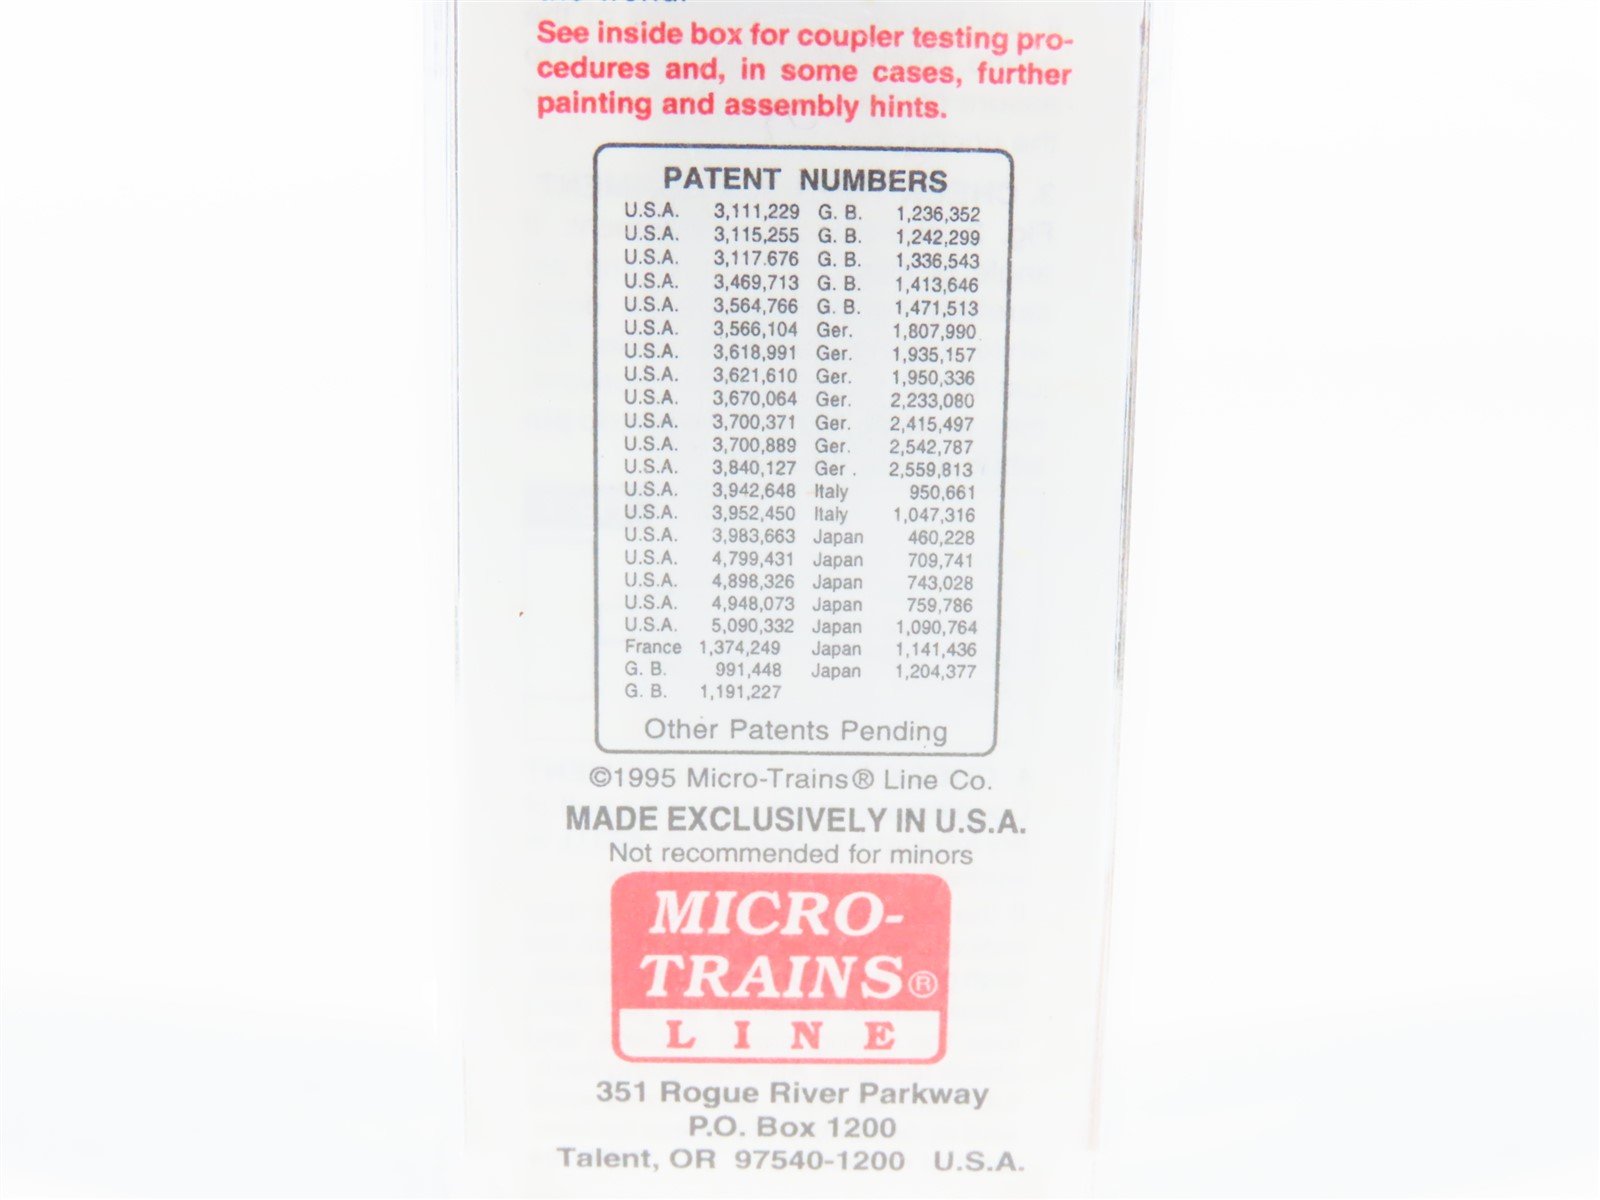 See inside box for coupler testing pro-
cedures and, in some cases, further
painting and assembly hints.
PATENT NUMBERS
U.S.A. 3,111,229 G. B. 1,236,352
U.S.A. 3,115,255 G. B. 1,242,299
U.S.A. 3,117.676 G. B. 1,336,543
U.S.A. 3,469,713 G. B. 1,413,646
U.S.A. 3,564,766 G. B. 1,471,513
U.S.A. 3,566,104 Ger. 1,807,990
U.S.A. 3,618,991 Ger. 1,935,157
U.S.A. 3,621,610 Ger. 1,950,336
U.S.A. 3,670,064 Ger. 2,233,080
U.S.A. 3,700,371 Ger. 2,415,497
U.S.A. 3,700,889 Ger. 2,542,787
U.S.A. 3,840,127 Ger . 2,559,813
U.S.A. 3,942,648 Italy 950,661
U.S.A. 3,952,450 Italy 1,047,316
U.S.A. 3,983,663 Japan 460,228
U.S.A. 4,799,431 Japan 709,741
U.S.A. 4,898,326 Japan 743,028
U.S.A. 4,948,073 Japan 759,786
U.S.A. 5,090,332 Japan 1,090,764
France 1,374,249 Japan 1,141,436
G. B. 991,448 Japan 1,204,377
G. B. 1,191,227
Other Patents Pending
©1995 Micro-Trains® Line Co.
MADE EXCLUSIVELY IN U.S.A.
Not recommended for minors
MICRO-
TRAINS®
LINE
351 Rogue River Parkway
P.O. Box 1200
Talent, OR 97540-1200 U.S.A.